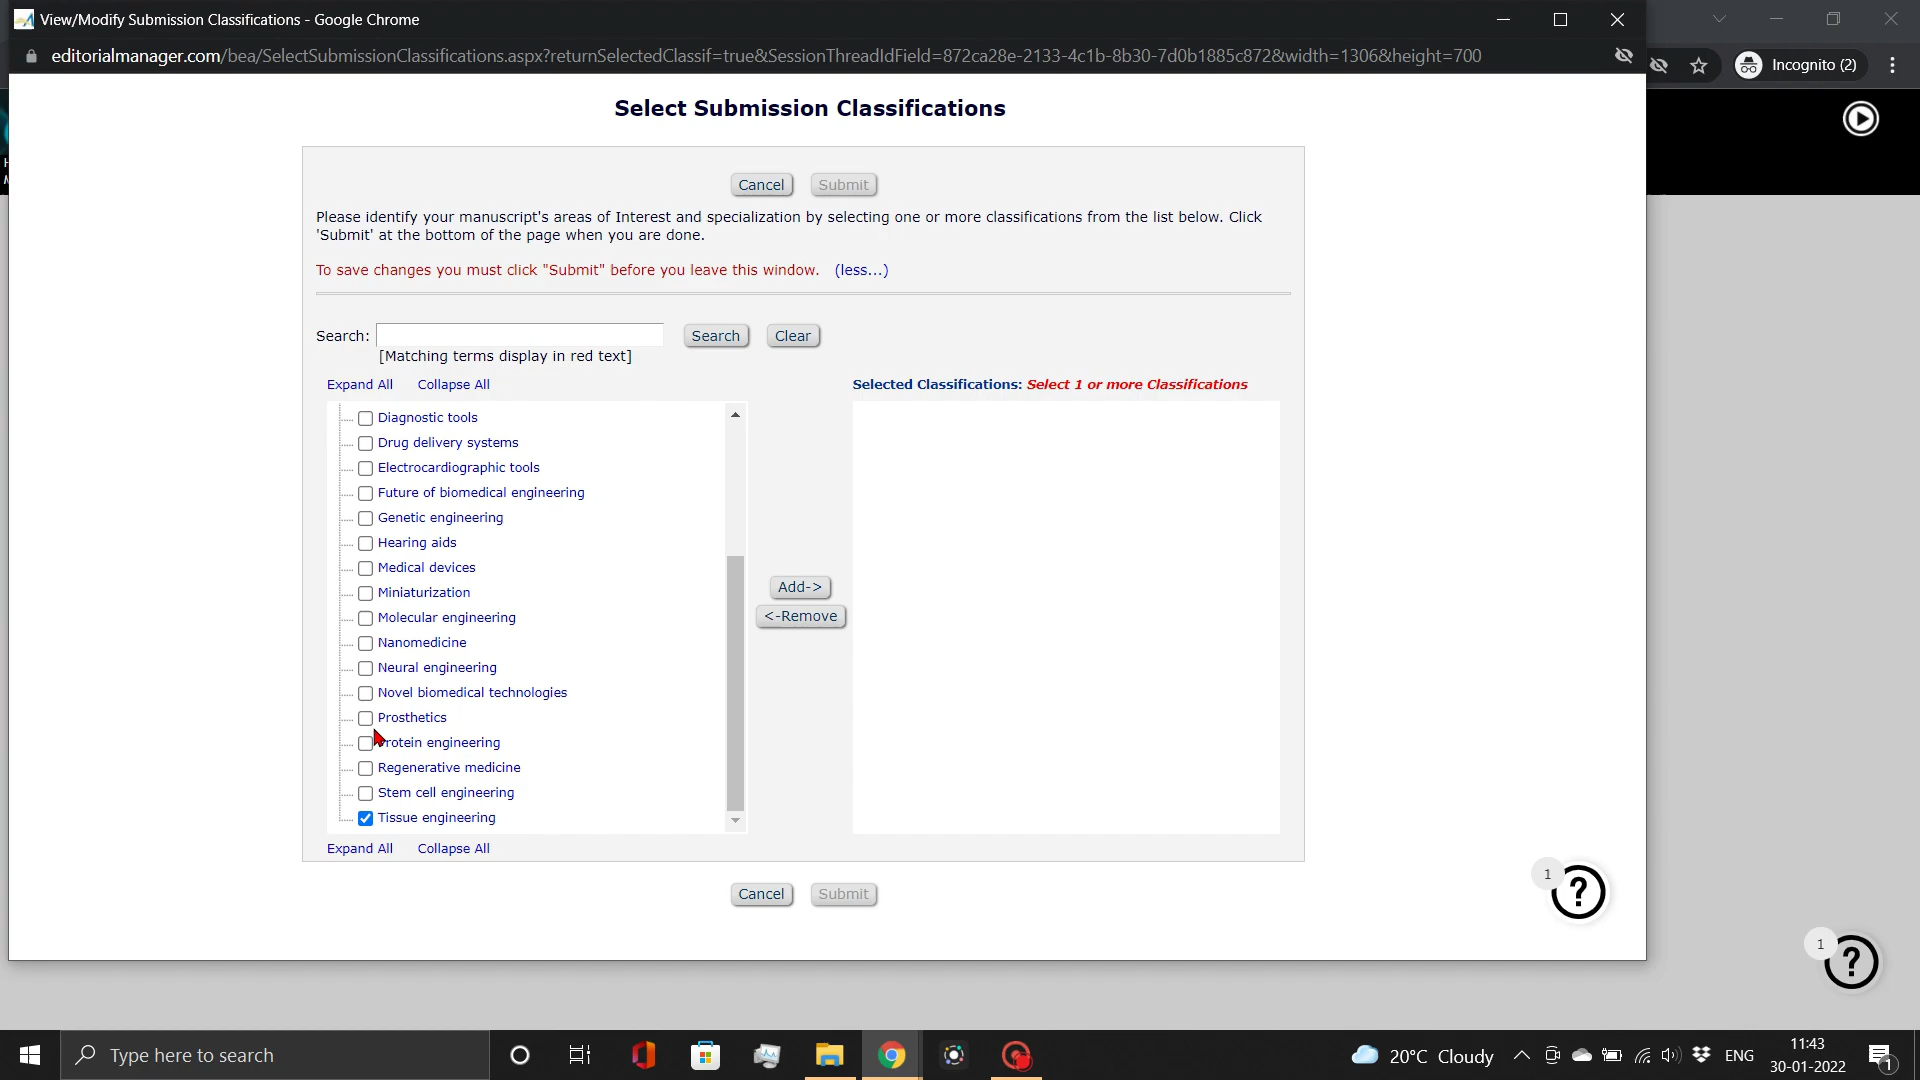 View/Modify Submission Classifications - Google Chrome
editorialmanager.com/bea/SelectSubmissionClassifications.aspx?returnSelectedClassif=true&SessionThreadIdField=872ca28e-2133-4c1b-8b30-7d0b1885c872&width=1306&height=700
Incognito (2)
Select Submission Classifications
Cancel Submit
Please identify your manuscript's areas of Interest and specialization by selecting one or more classifications from the list below. Click
'Submit' at the bottom of the page when you are done.
To save changes you must click "Submit" before you leave this window. (less...)
Search: Search Clear
[Matching terms display in red text]
Expand All Collapse All
Selected Classifications: Select 1 or more Classifications
Diagnostic tools
Drug delivery systems
Electrocardiographic tools
Future of biomedical engineering
Genetic engineering
Hearing aids
Medical devices
Miniaturization
Molecular engineering
Nanomedicine
Neural engineering
Novel biomedical technologies
Prosthetics
Protein engineering
Regenerative medicine
Stem cell engineering
Tissue engineering
Add->
<-Remove
Expand All Collapse All
Cancel Submit
1 ?
1 ?
Type here to search
20°C Cloudy
ENG
11:43
30-01-2022
1